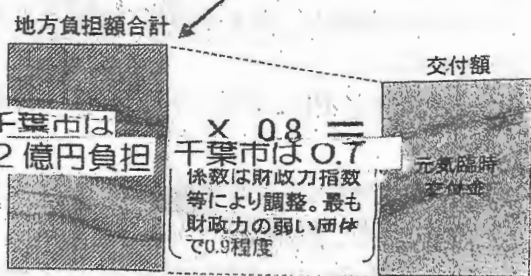 地方負担額合計
交付額
千葉市は
2億円負担
× 0.8 =
千葉市は0.7
係数は財政力指数
等により調整。最も
財政力の弱い団体
で0.9程度
元気臨時
交付金